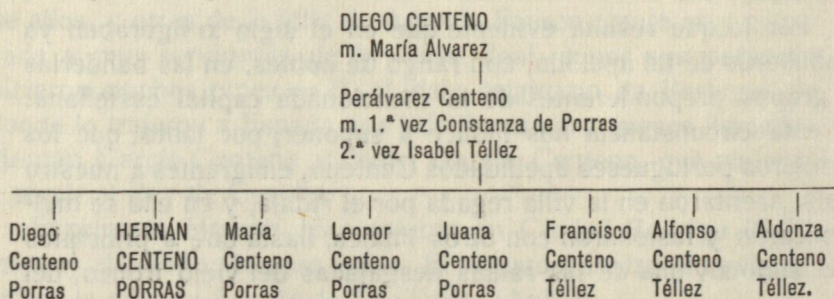 DIEGO CENTENO
m. María Alvarez
Perálvarez Centeno
m. 1.ª vez Constanza de Porras
2.ª vez Isabel Téllez
Diego Centeno Porras
HERNÁN CENTENO PORRAS
María Centeno Porras
Leonor Centeno Porras
Juana Centeno Porras
Francisco Centeno Téllez
Alfonso Centeno Téllez
Aldonza Centeno Téllez.